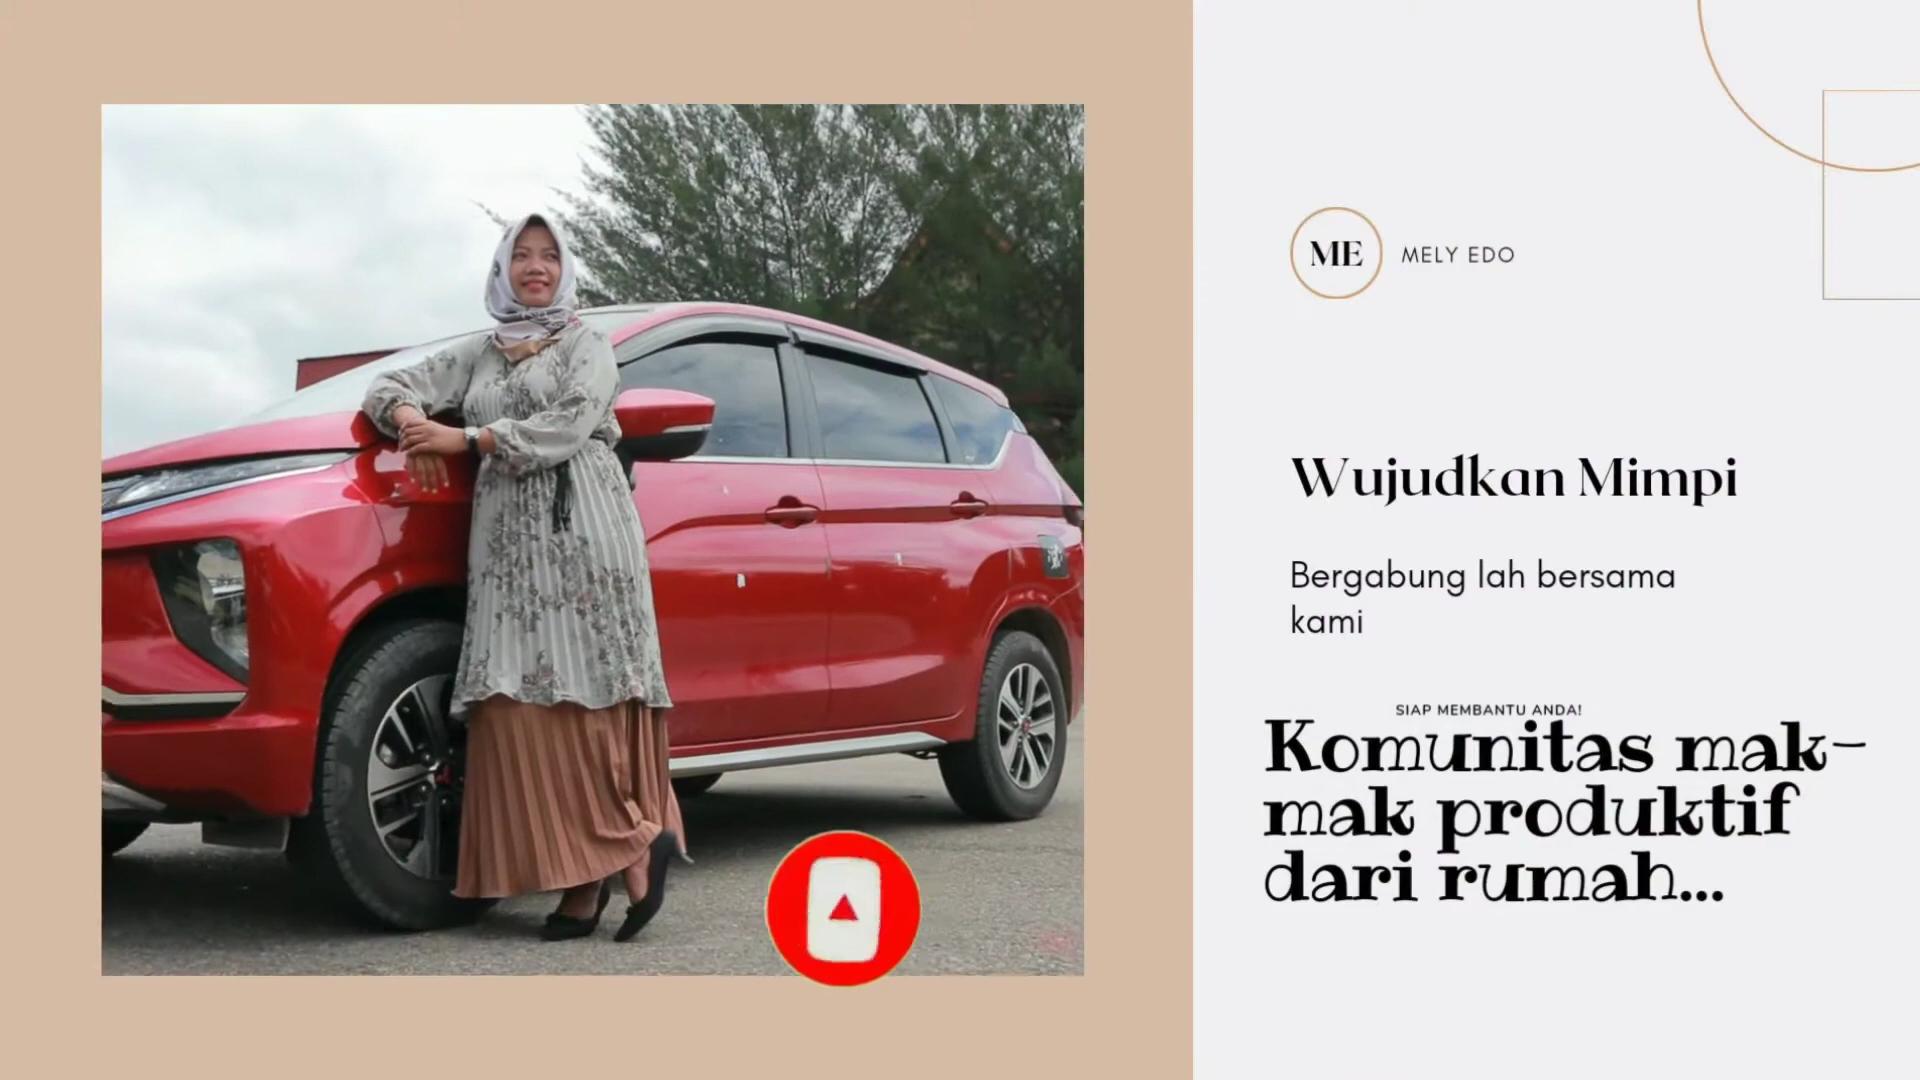 ME MELY EDO
Wujudkan Mimpi
Bergabung lah bersama
kami
SIAP MEMBANTU ANDA!
Komunitas mak-
mak produktif
dari rumah...